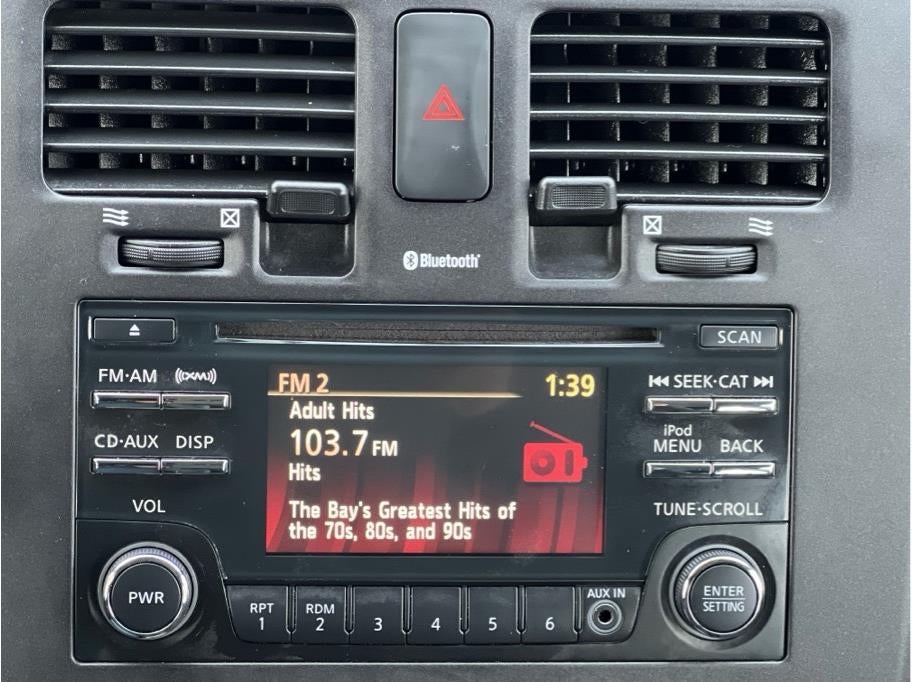 Bluetooth
SCAN
FM·AM ((XM))
SEEK·CAT
FM 2 1:39
Adult Hits
103.7 FM
Hits
The Bay's Greatest Hits of
the 70s, 80s, and 90s
CD·AUX DISP
iPod
MENU BACK
VOL
TUNE·SCROLL
PWR
RPT
1
RDM
2
3
4
5
6
AUX IN
ENTER
SETTING